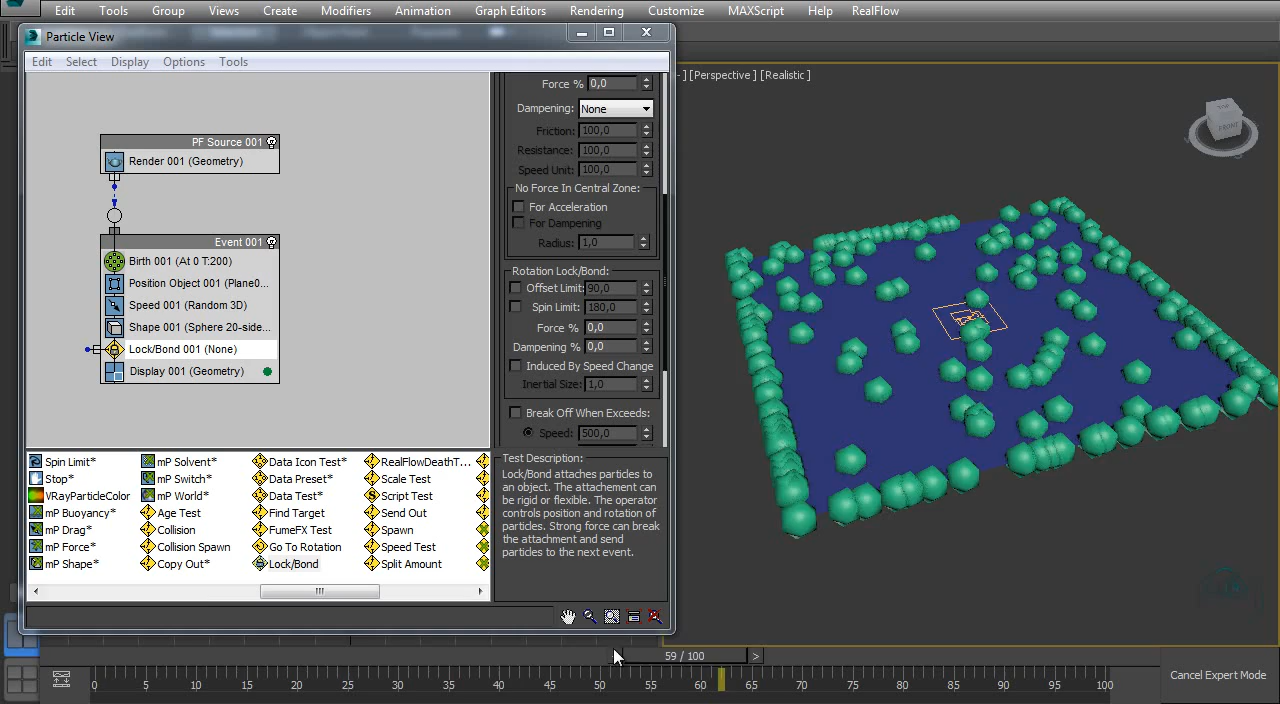 Edit Tools Group Views Create Modifiers Animation Graph Editors Rendering Customize MAXScript Help RealFlow
Particle View
Edit Select Display Options Tools
[Perspective ] [Realistic ]
PF Source 001
Render 001 (Geometry)
Event 001
Birth 001 (At 0 T:200)
Position Object 001 (Plane0...
Speed 001 (Random 3D)
Shape 001 (Sphere 20-side...
Lock/Bond 001 (None)
Display 001 (Geometry)
Force % 0,0
Dampening: None
Friction: 100,0
Resistance: 100,0
Speed Unit: 100,0
No Force In Central Zone:
For Acceleration
For Dampening
Radius: 1,0
Rotation Lock/Bond:
Offset Limit: 90,0
Spin Limit: 180,0
Force % 0,0
Dampening % 0,0
Induced By Speed Change
Inertial Size: 1,0
Break Off When Exceeds:
Speed: 500,0
TOP
FRONT
Spin Limit* mP Solvent* Data Icon Test* RealFlowDeathT...
Stop* mP Switch* Data Preset* Scale Test
VRayParticleColor mP World* Data Test* Script Test
mP Buoyancy* Age Test Find Target Send Out
mP Drag* Collision FumeFX Test Spawn
mP Force* Collision Spawn Go To Rotation Speed Test
mP Shape* Copy Out* Lock/Bond Split Amount
Test Description:
Lock/Bond attaches particles to
an object. The attachement can
be rigid or flexible. The operator
controls position and rotation of
particles. Strong force can break
the attachment and send
particles to the next event.
59 / 100 >
0 5 10 15 20 25 30 35 40 45 50 55 60 65 70 75 80 85 90 95 100
Cancel Expert Mode